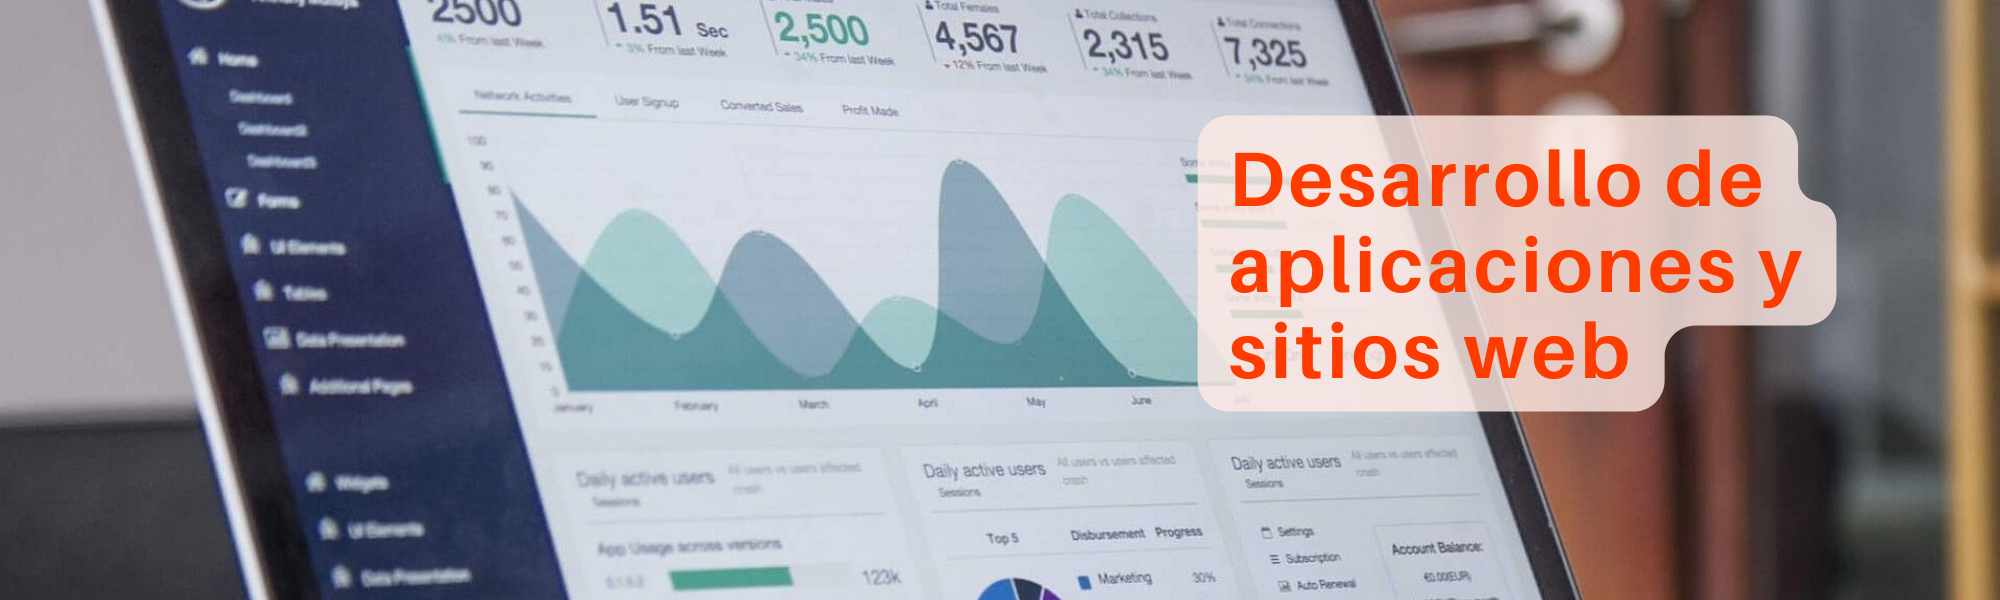 2500
1.51 Sec
2,500
4,567
2,315
7,325
4% From last Week
3% From last Week
34% From last Week
12% From last Week
34% From last Week
34% From last Week
Total Females
Total Collections
Total Connections
Home
Dashboard
Dashboard2
Dashboard3
Forms
UI Elements
Tables
Data Presentation
Additional Pages
Widgets
UI Elements
Data Presentation
Network Activities
User Signup
Converted Sales
Profit Made
100
90
80
70
60
50
40
30
20
10
0
January
February
March
April
May
June
July
Desarrollo de
aplicaciones y
sitios web
Daily active users
All users vs users affected
crash
Sessions
App Usage across versions
123k
Daily active users
All users vs users affected
crash
Sessions
Top 5
Disbursement Progress
Marketing 30%
Daily active users
All users vs users affected
crash
Sessions
Settings
Subscription
Auto Renewal
Account Balance:
€0.00(EUR)